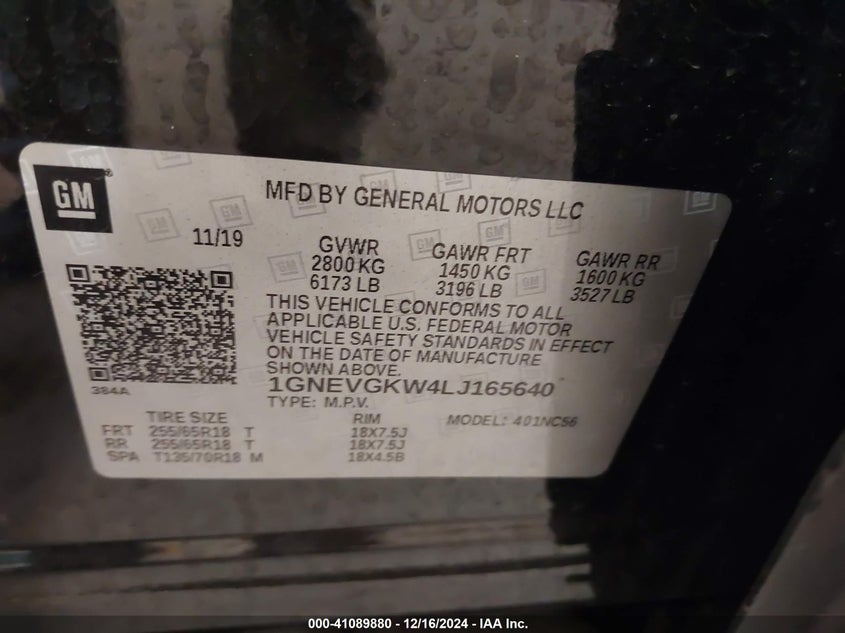 GM
MFD BY GENERAL MOTORS LLC
11/19
GVWR
2800 KG
6173 LB
GAWR FRT
1450 KG
3196 LB
GAWR RR
1600 KG
3527 LB
THIS VEHICLE CONFORMS TO ALL
APPLICABLE U.S. FEDERAL MOTOR
VEHICLE SAFETY STANDARDS IN EFFECT
ON THE DATE OF MANUFACTURE
SHOWN ABOVE.
384A
1GNEVGKW4LJ165640
TYPE: M.P.V.
MODEL: 401NC56
TIRE SIZE RIM
FRT 255/65R18 T 18X7.5J
RR 255/65R18 T 18X7.5J
SPA T135/70R18 M 18X4.5B
000-41089880 - 12/16/2024 - IAA Inc.